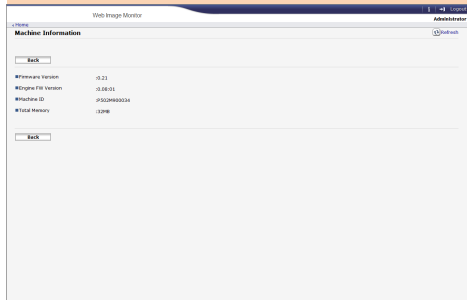 Logout
Web Image Monitor
Administrator
Home
Machine Information
Refresh
Back
Firmware Version :0.21
Engine FW Version :0.00:01
Machine ID :P502M900034
Total Memory :32MB
Back